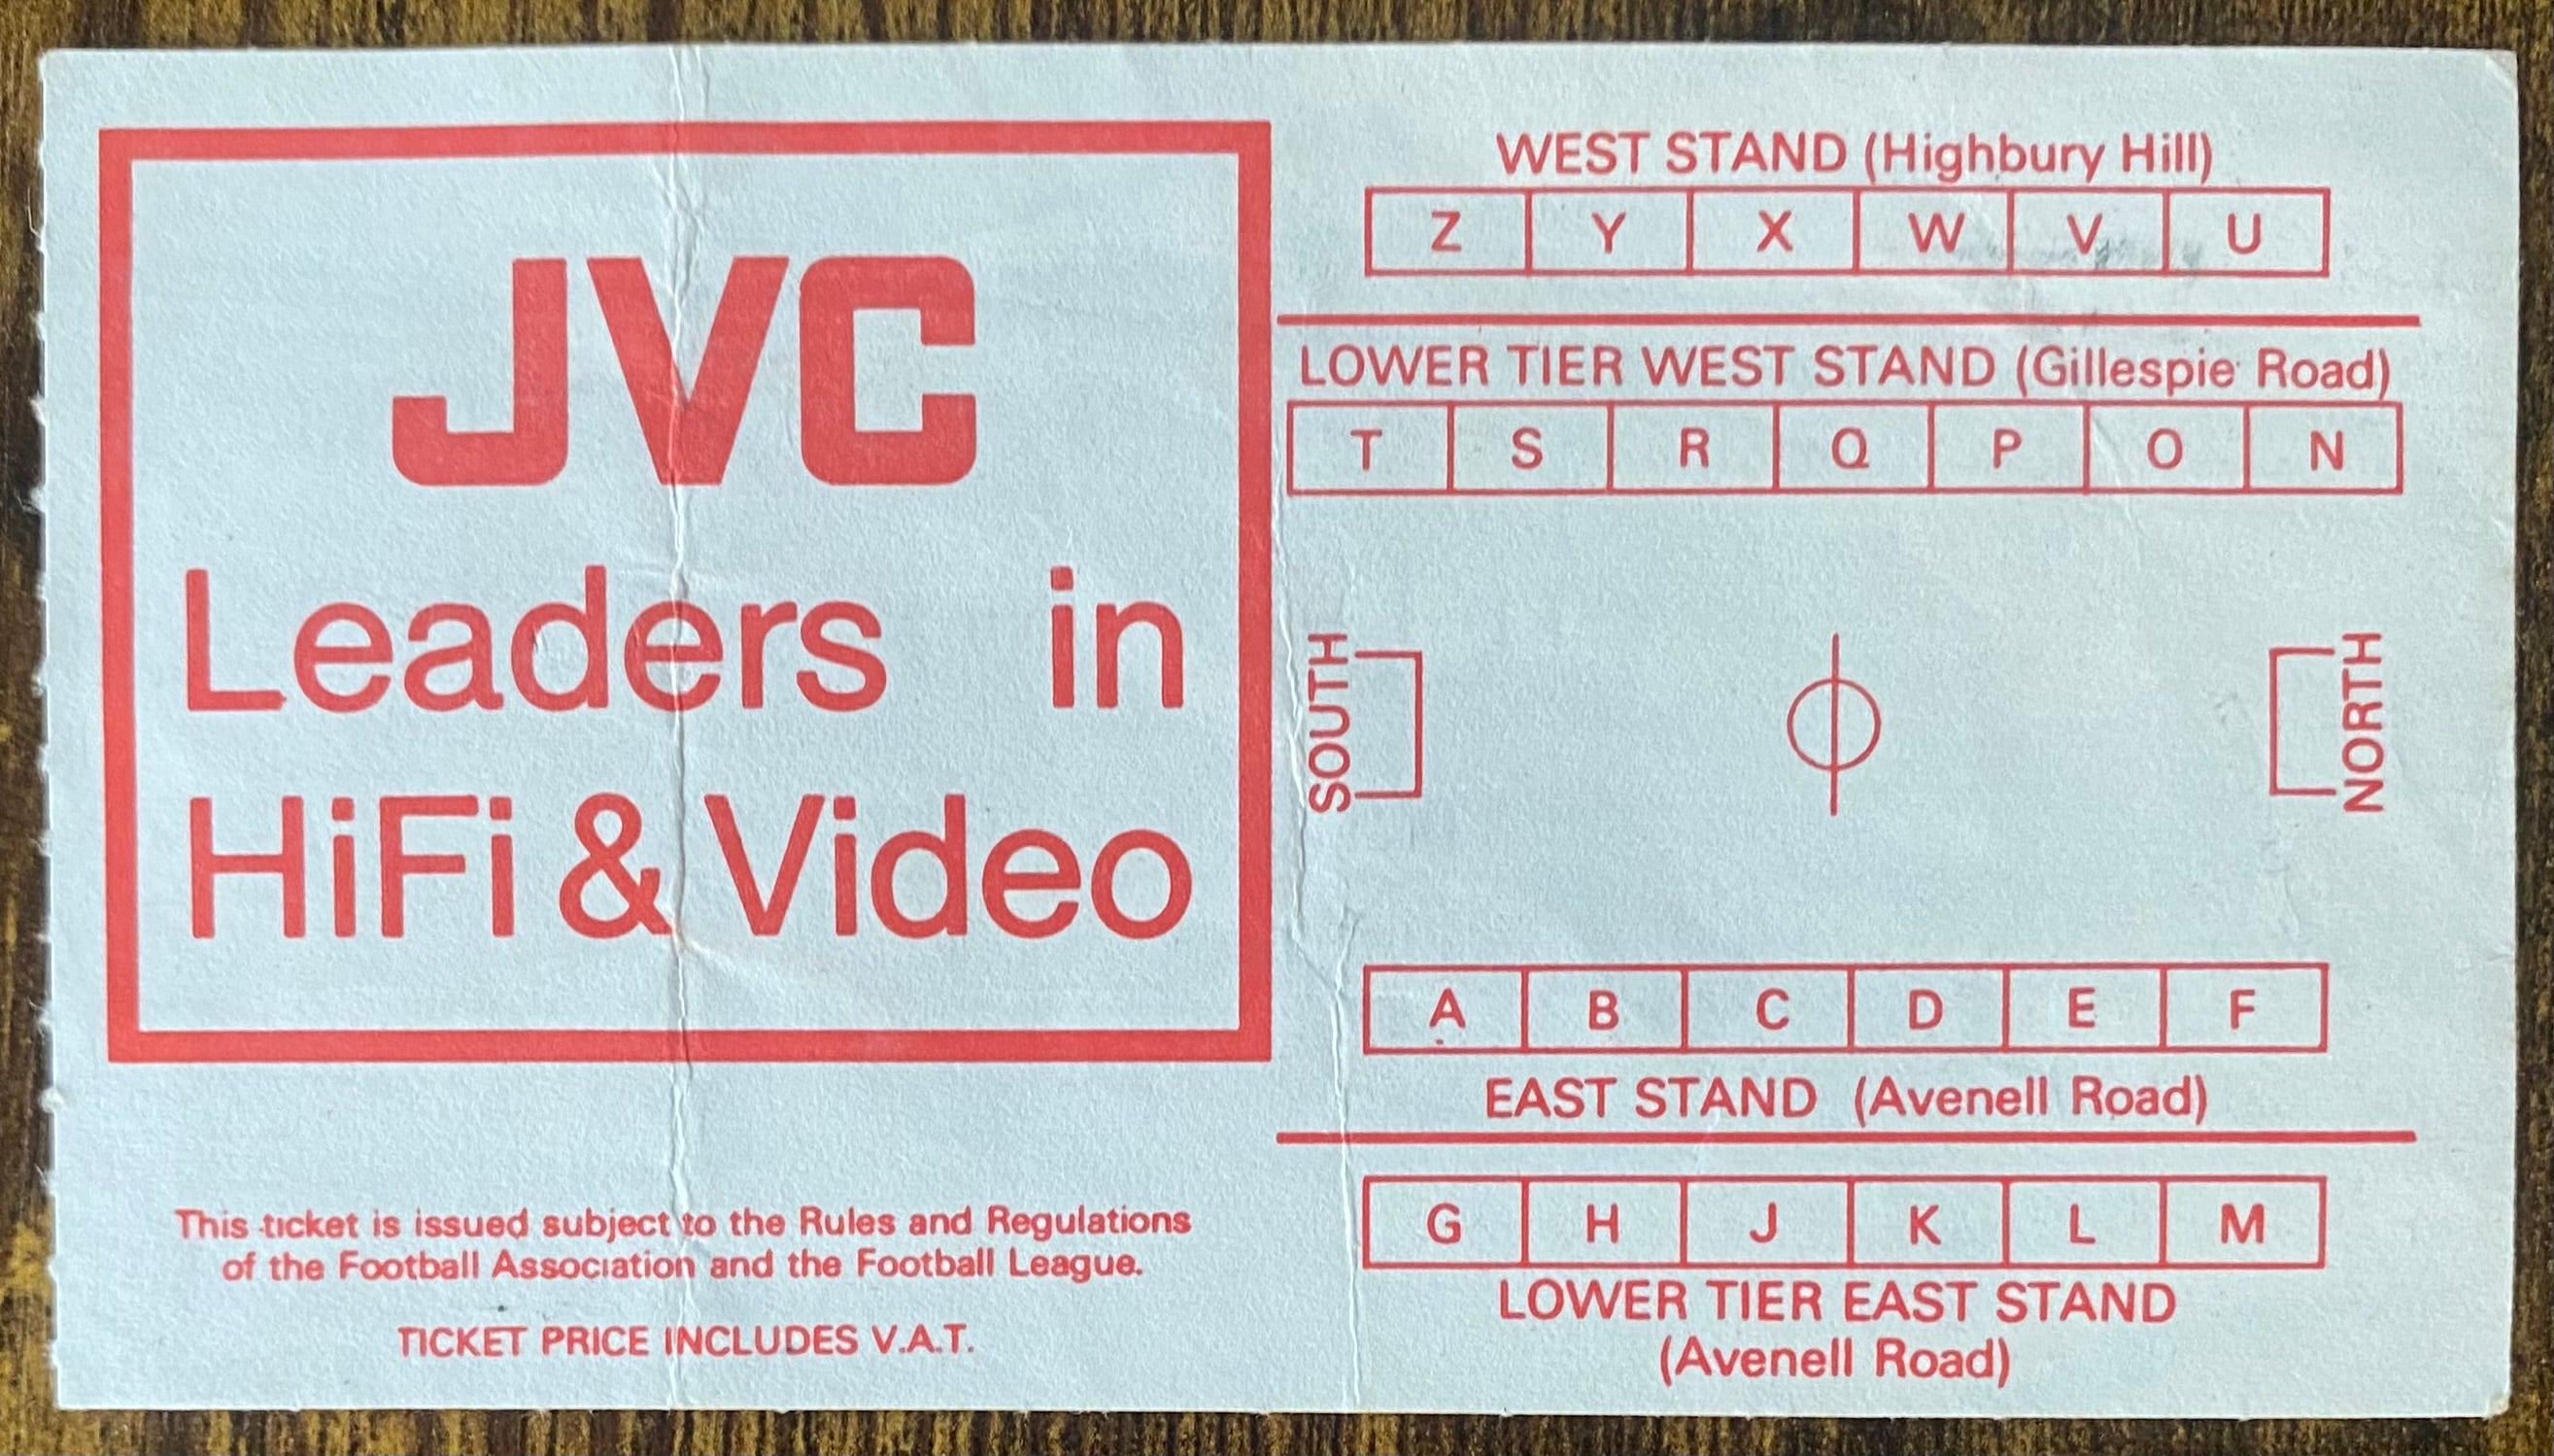 JVC
Leaders in
HiFi & Video
This ticket is issued subject to the Rules and Regulations
of the Football Association and the Football League.
TICKET PRICE INCLUDES V.A.T.
WEST STAND (Highbury Hill)
Z Y X W V U
LOWER TIER WEST STAND (Gillespie Road)
T S R Q P O N
SOUTH
NORTH
A B C D E F
EAST STAND (Avenell Road)
G H J K L M
LOWER TIER EAST STAND
(Avenell Road)